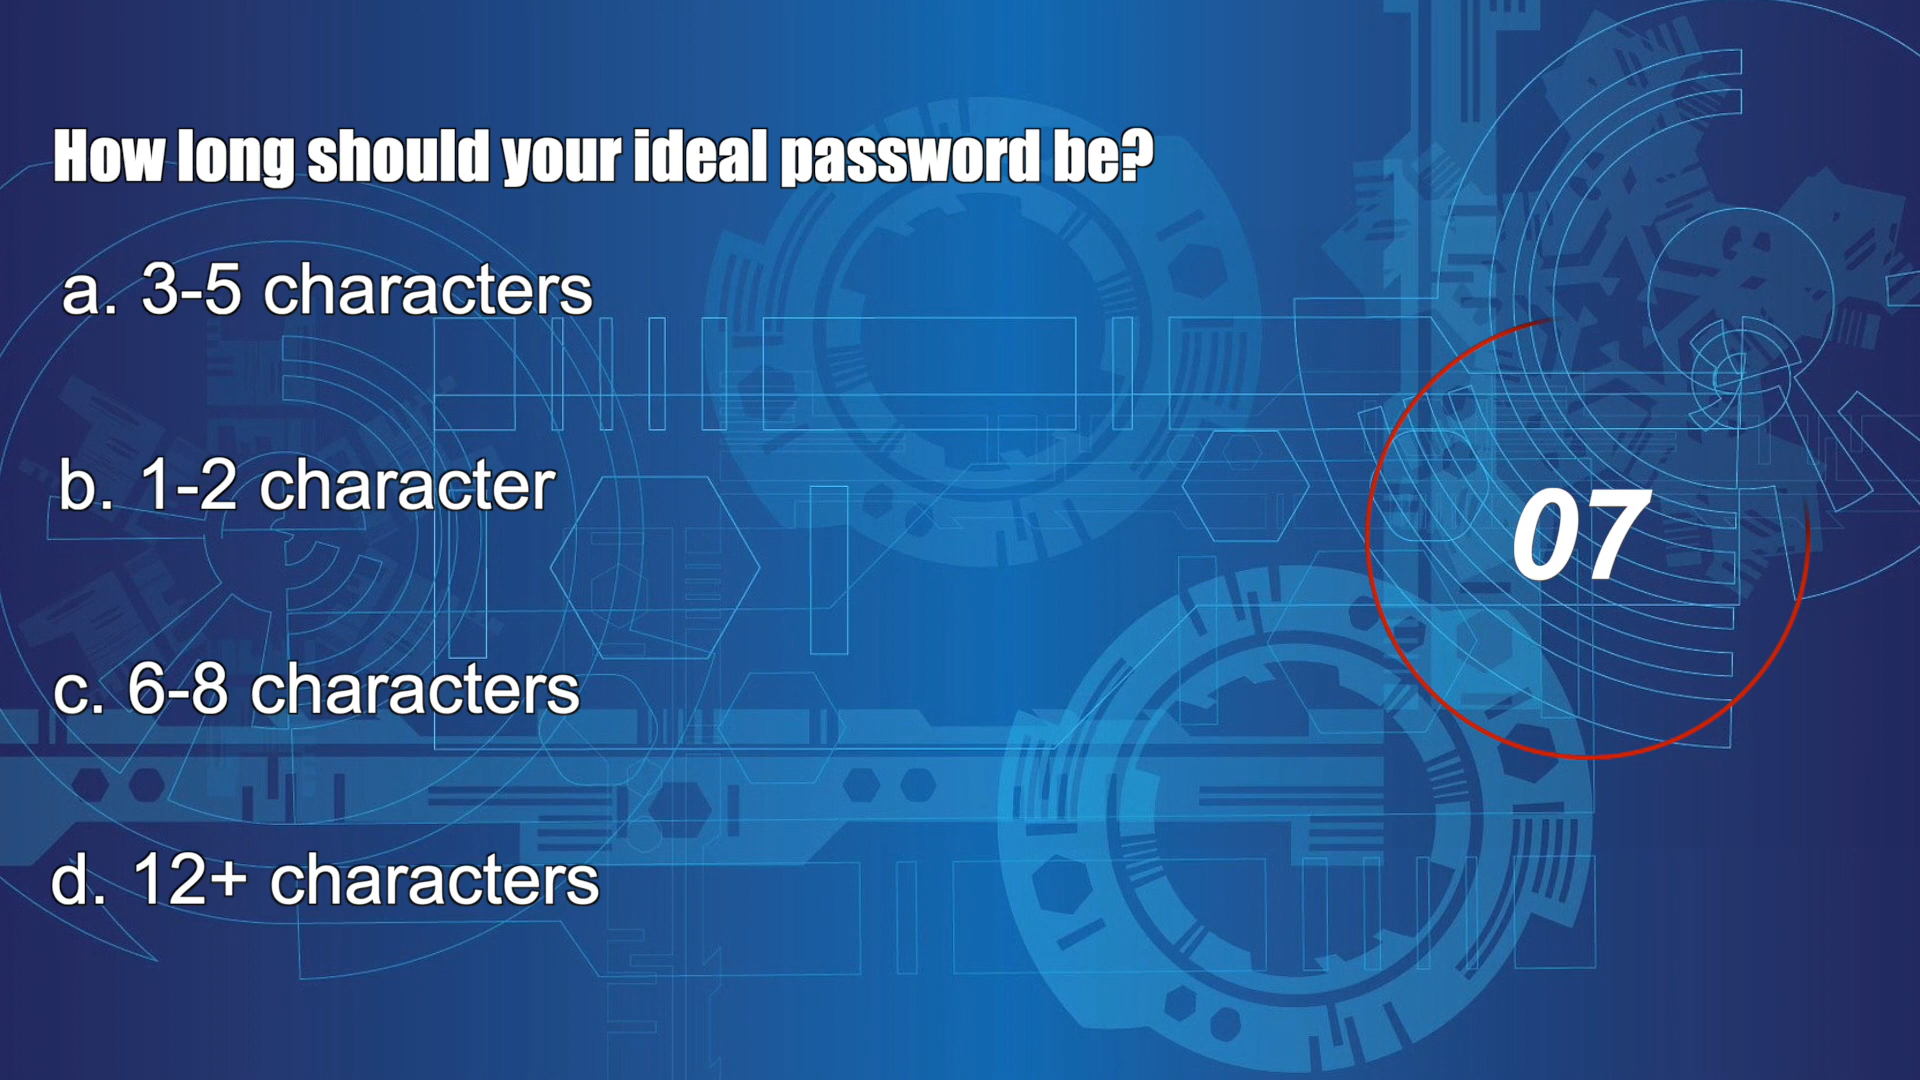 How long should your ideal password be?
a. 3-5 characters
b. 1-2 character
07
c. 6-8 characters
d. 12+ characters